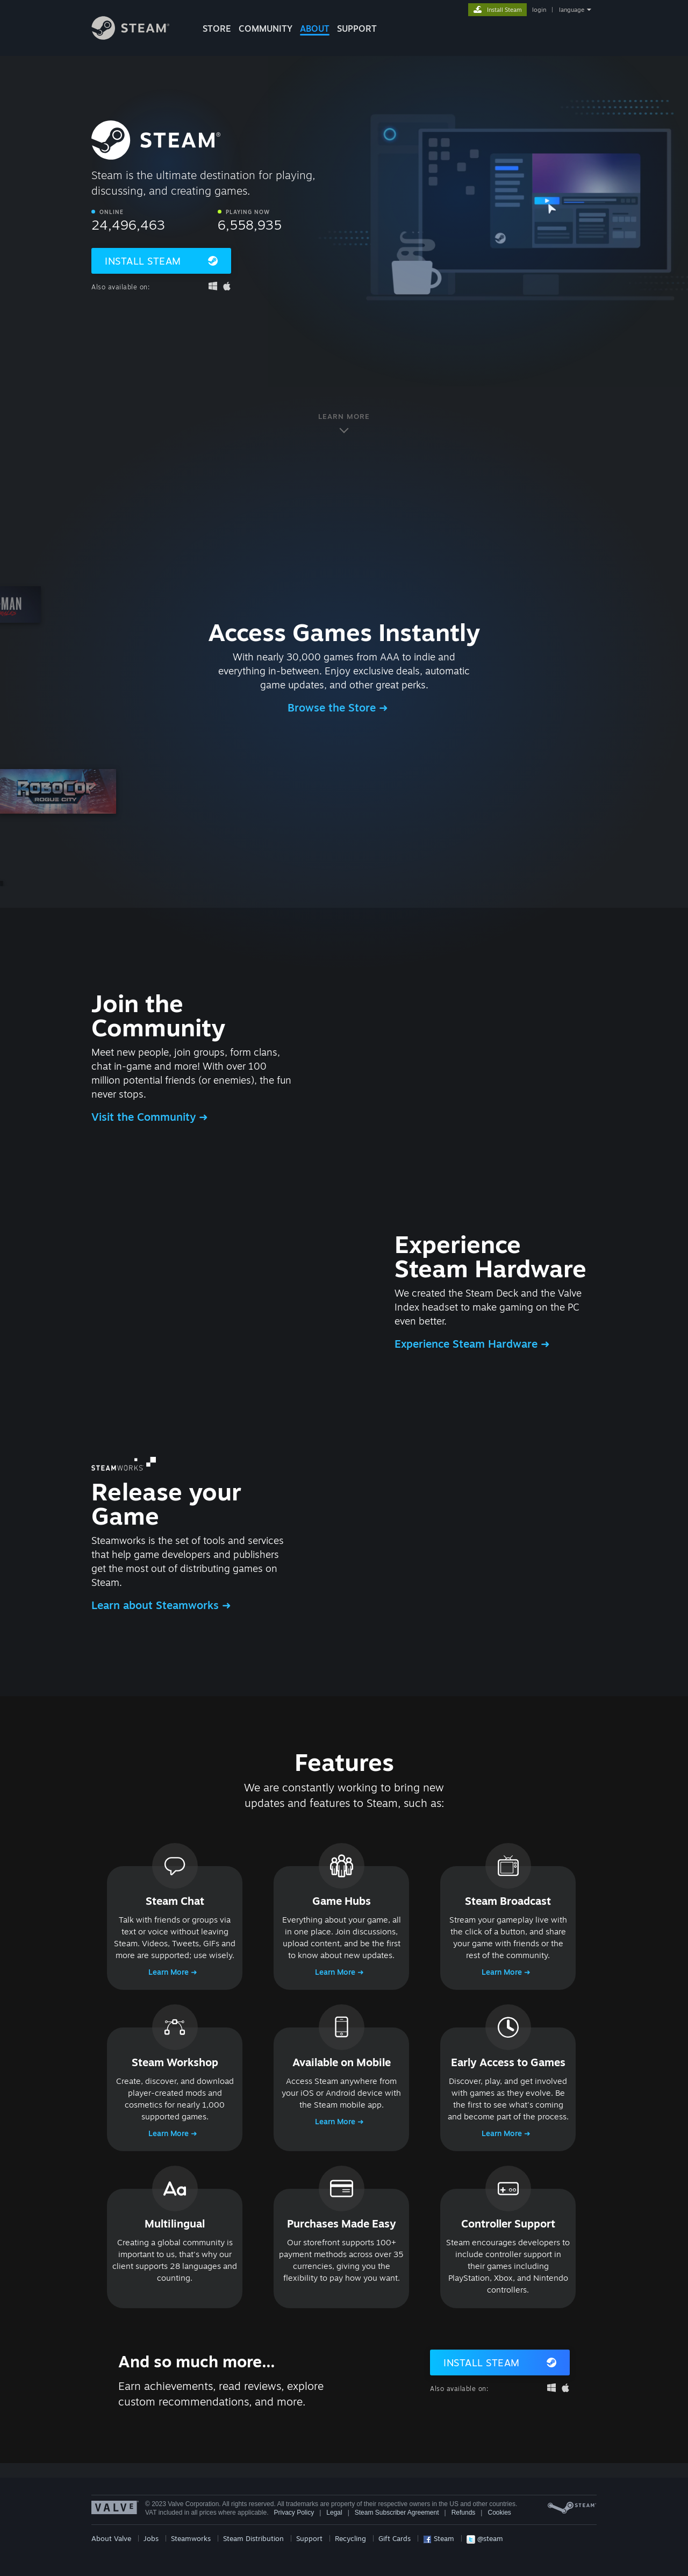 Install Steam
login | language
STEAM®
STORE COMMUNITY ABOUT SUPPORT
STEAM®
Steam is the ultimate destination for playing,
discussing, and creating games.
ONLINE
24,496,463
PLAYING NOW
6,558,935
INSTALL STEAM
Also available on:
LEARN MORE
MAN
Access Games Instantly
With nearly 30,000 games from AAA to indie and
everything in-between. Enjoy exclusive deals, automatic
game updates, and other great perks.
Browse the Store ➜
ROBOCOP
ROGUE CITY
Join the
Community
Meet new people, join groups, form clans,
chat in-game and more! With over 100
million potential friends (or enemies), the fun
never stops.
Visit the Community ➜
Experience
Steam Hardware
We created the Steam Deck and the Valve
Index headset to make gaming on the PC
even better.
Experience Steam Hardware ➜
STEAMWORKS
Release your
Game
Steamworks is the set of tools and services
that help game developers and publishers
get the most out of distributing games on
Steam.
Learn about Steamworks ➜
Features
We are constantly working to bring new
updates and features to Steam, such as:
Steam Chat
Talk with friends or groups via
text or voice without leaving
Steam. Videos, Tweets, GIFs and
more are supported; use wisely.
Learn More ➜
Game Hubs
Everything about your game, all
in one place. Join discussions,
upload content, and be the first
to know about new updates.
Learn More ➜
Steam Broadcast
Stream your gameplay live with
the click of a button, and share
your game with friends or the
rest of the community.
Learn More ➜
Steam Workshop
Create, discover, and download
player-created mods and
cosmetics for nearly 1,000
supported games.
Learn More ➜
Available on Mobile
Access Steam anywhere from
your iOS or Android device with
the Steam mobile app.
Learn More ➜
Early Access to Games
Discover, play, and get involved
with games as they evolve. Be
the first to see what's coming
and become part of the process.
Learn More ➜
Aa
Multilingual
Creating a global community is
important to us, that's why our
client supports 28 languages and
counting.
Purchases Made Easy
Our storefront supports 100+
payment methods across over 35
currencies, giving you the
flexibility to pay how you want.
Controller Support
Steam encourages developers to
include controller support in
their games including
PlayStation, Xbox, and Nintendo
controllers.
And so much more...
Earn achievements, read reviews, explore
custom recommendations, and more.
INSTALL STEAM
Also available on:
VALVE
© 2023 Valve Corporation. All rights reserved. All trademarks are property of their respective owners in the US and other countries.
VAT included in all prices where applicable. Privacy Policy | Legal | Steam Subscriber Agreement | Refunds | Cookies
STEAM
About Valve | Jobs | Steamworks | Steam Distribution | Support | Recycling | Gift Cards | Steam | @steam